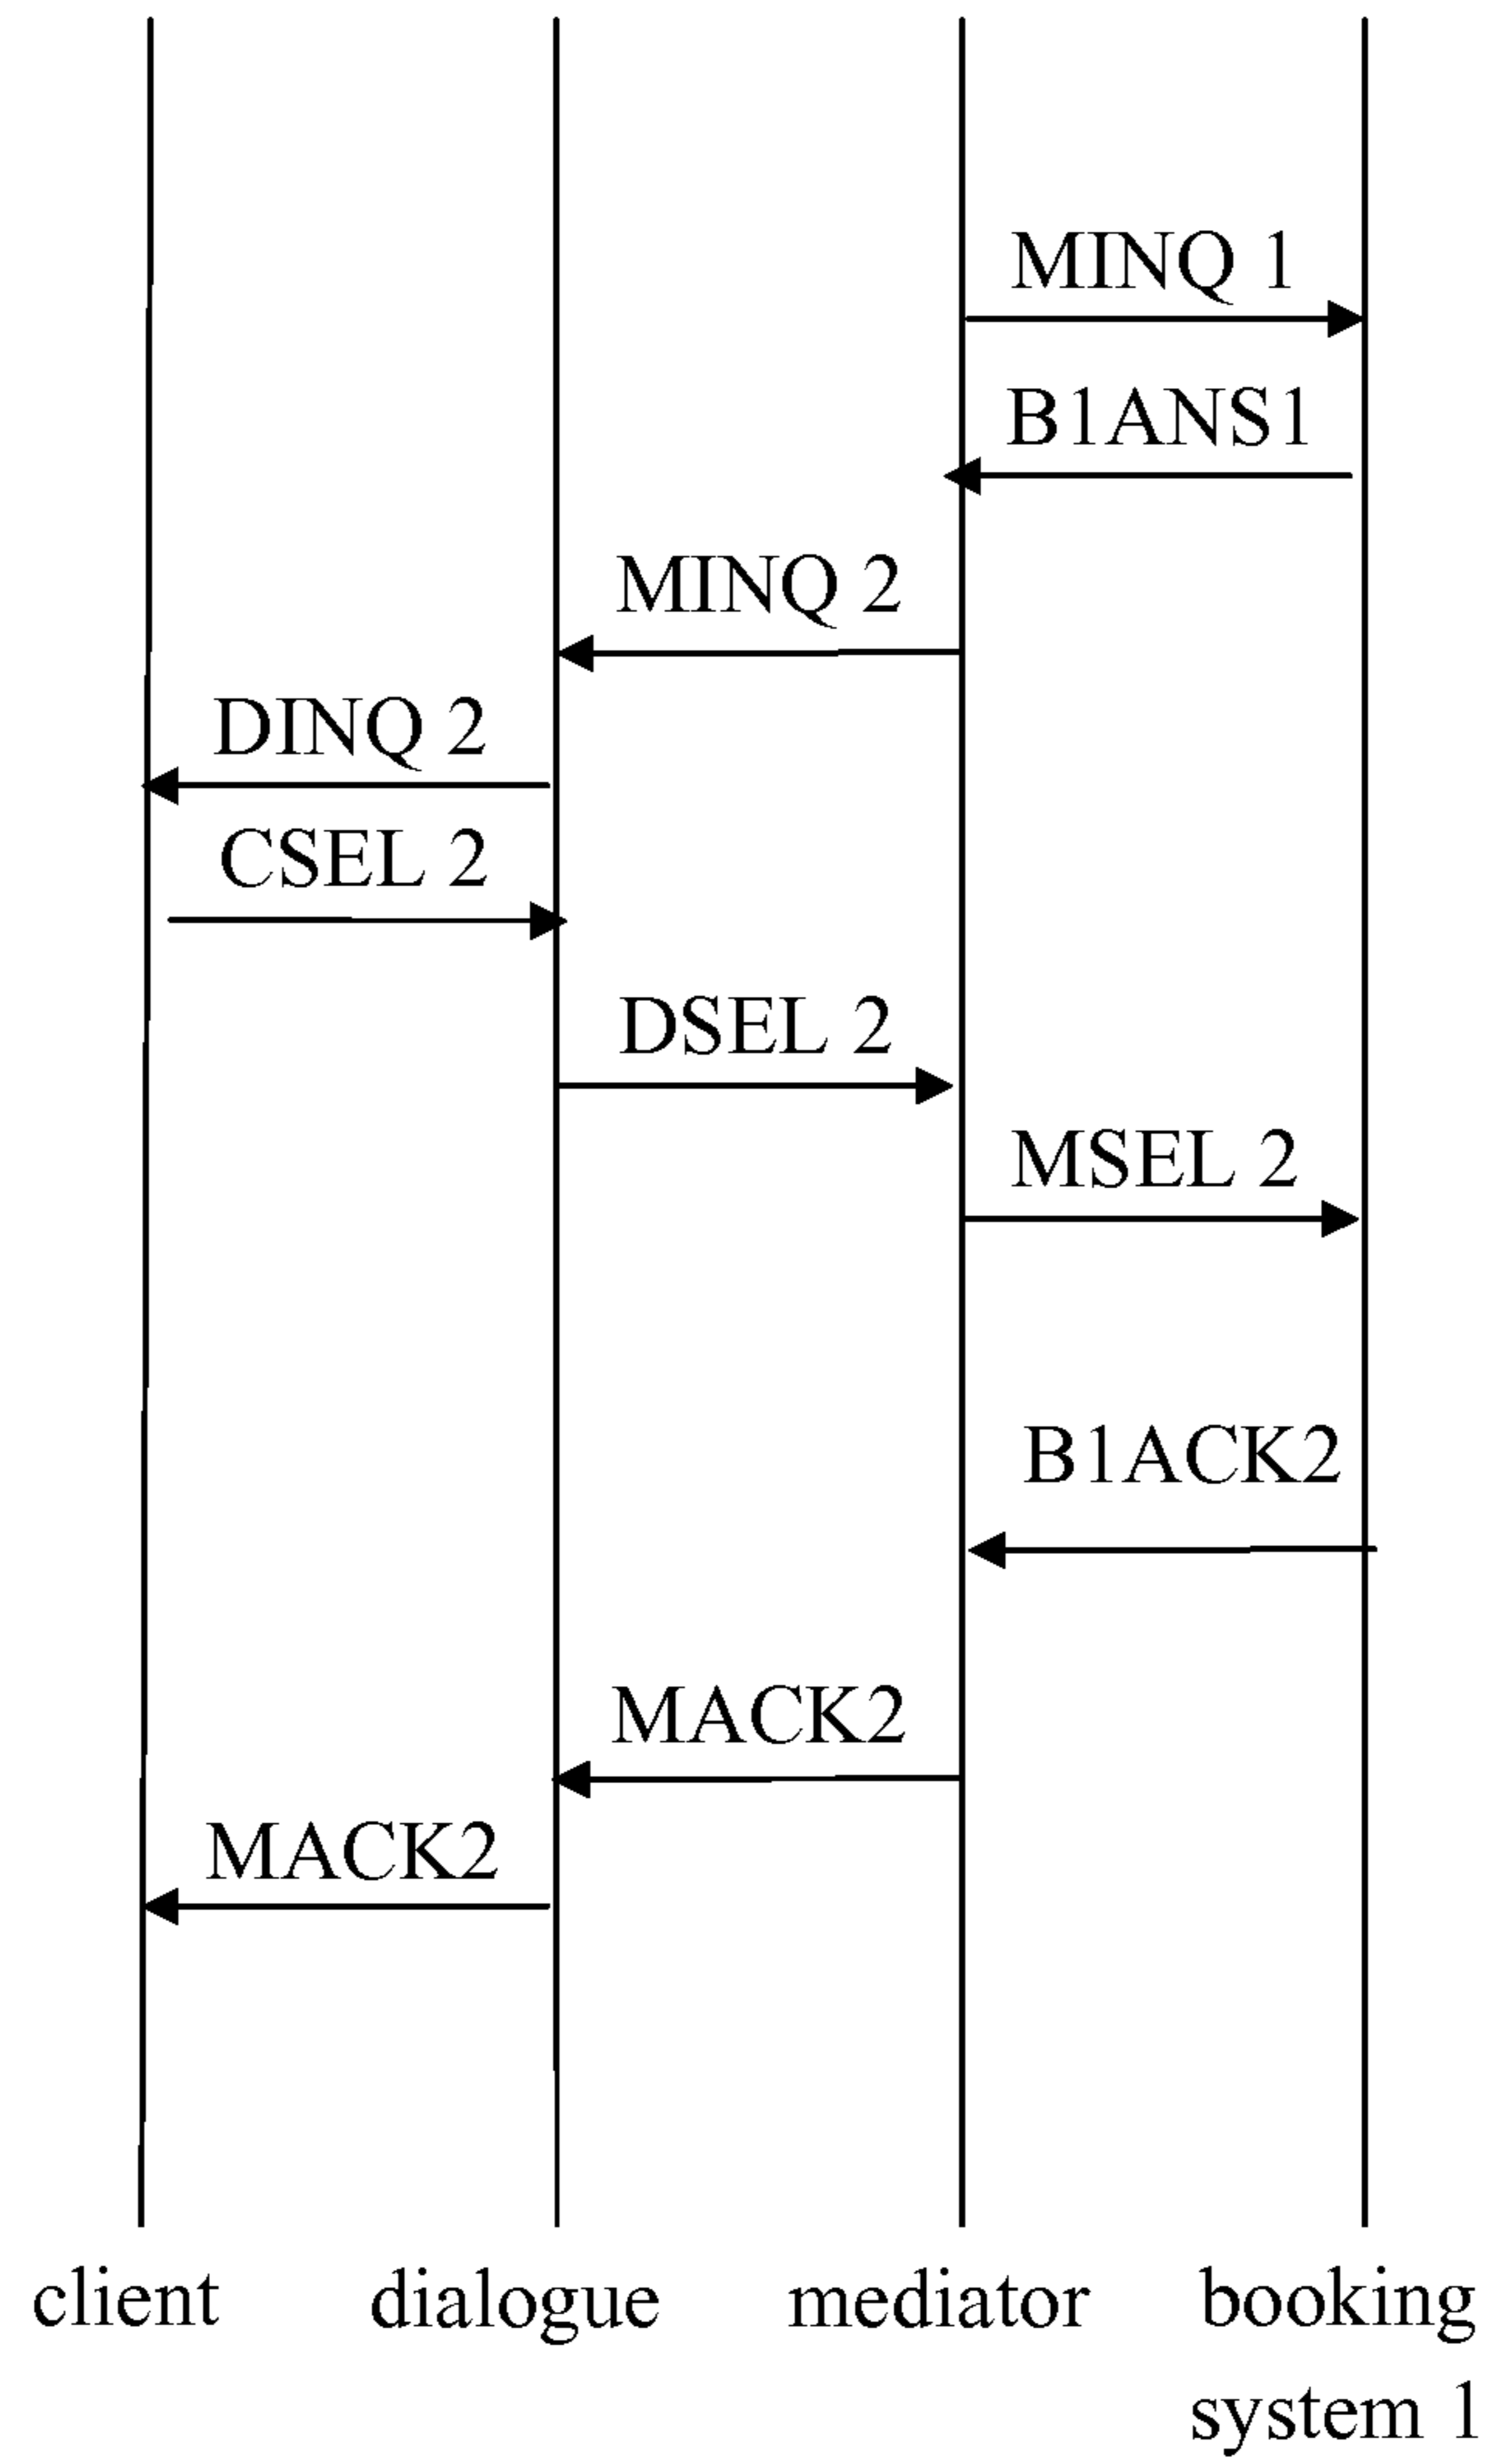 MINQ 1
B1ANS1
MINQ 2
DINQ 2
CSEL 2
DSEL 2
MSEL 2
B1ACK2
MACK2
MACK2
client dialogue mediator booking
system 1